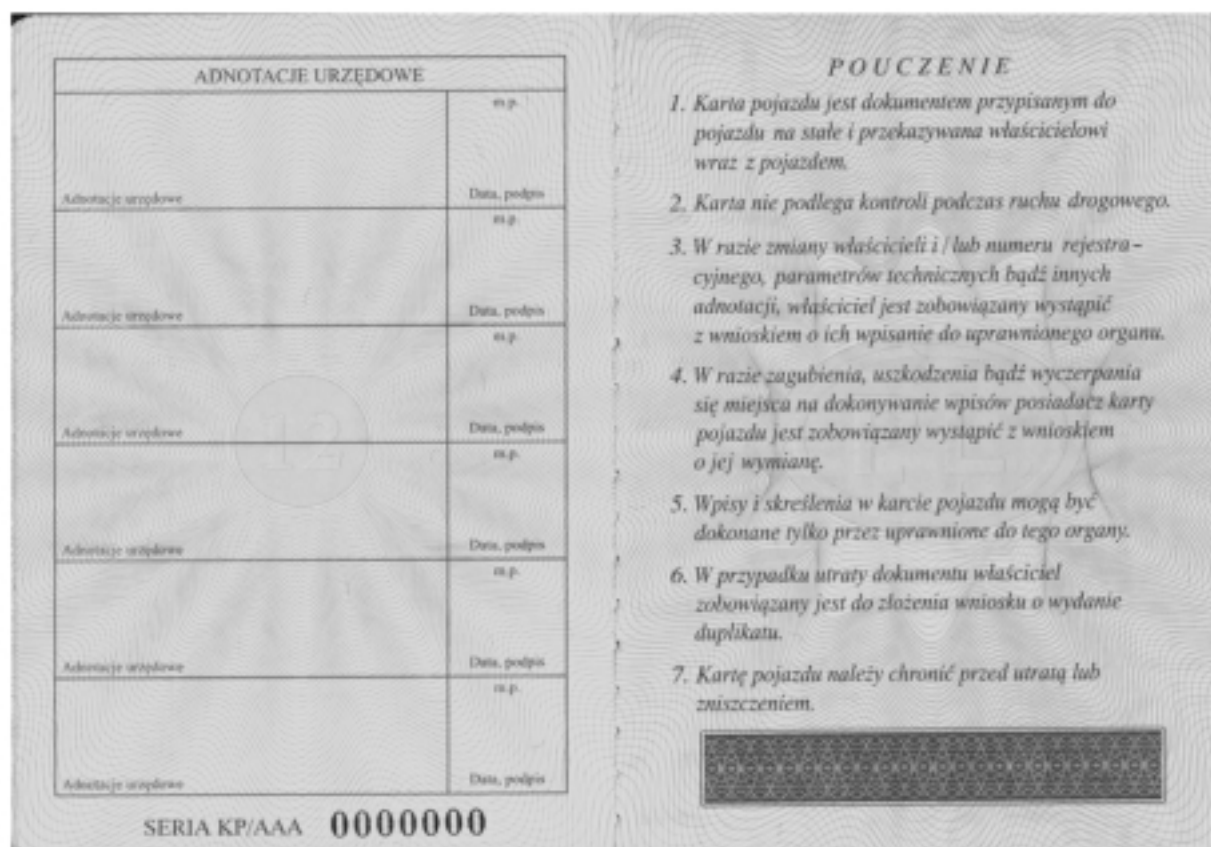 ADNOTACJE URZĘDOWE
m.p.
Adnotacje urzędowe
Data, podpis
m.p.
Adnotacje urzędowe
Data, podpis
m.p.
Adnotacje urzędowe
Data, podpis
m.p.
Adnotacje urzędowe
Data, podpis
m.p.
Adnotacje urzędowe
Data, podpis
m.p.
Adnotacje urzędowe
Data, podpis
12
SERIA KP/AAA 0000000
POUCZENIE
1. Karta pojazdu jest dokumentem przypisanym do
pojazdu na stałe i przekazywana właścicielowi
wraz z pojazdem.
2. Karta nie podlega kontroli podczas ruchu drogowego.
3. W razie zmiany właścicieli i / lub numeru rejestra–
cyjnego, parametrów technicznych bądź innych
adnotacji, właściciel jest zobowiązany wystąpić
z wnioskiem o ich wpisanie do uprawnionego organu.
4. W razie zagubienia, uszkodzenia bądź wyczerpania
się miejsca na dokonywanie wpisów posiadacz karty
pojazdu jest zobowiązany wystąpić z wnioskiem
o jej wymianę.
5. Wpisy i skreślenia w karcie pojazdu mogą być
dokonane tylko przez uprawnione do tego organy.
6. W przypadku utraty dokumentu właściciel
zobowiązany jest do złożenia wniosku o wydanie
duplikatu.
7. Kartę pojazdu należy chronić przed utratą lub
zniszczeniem.